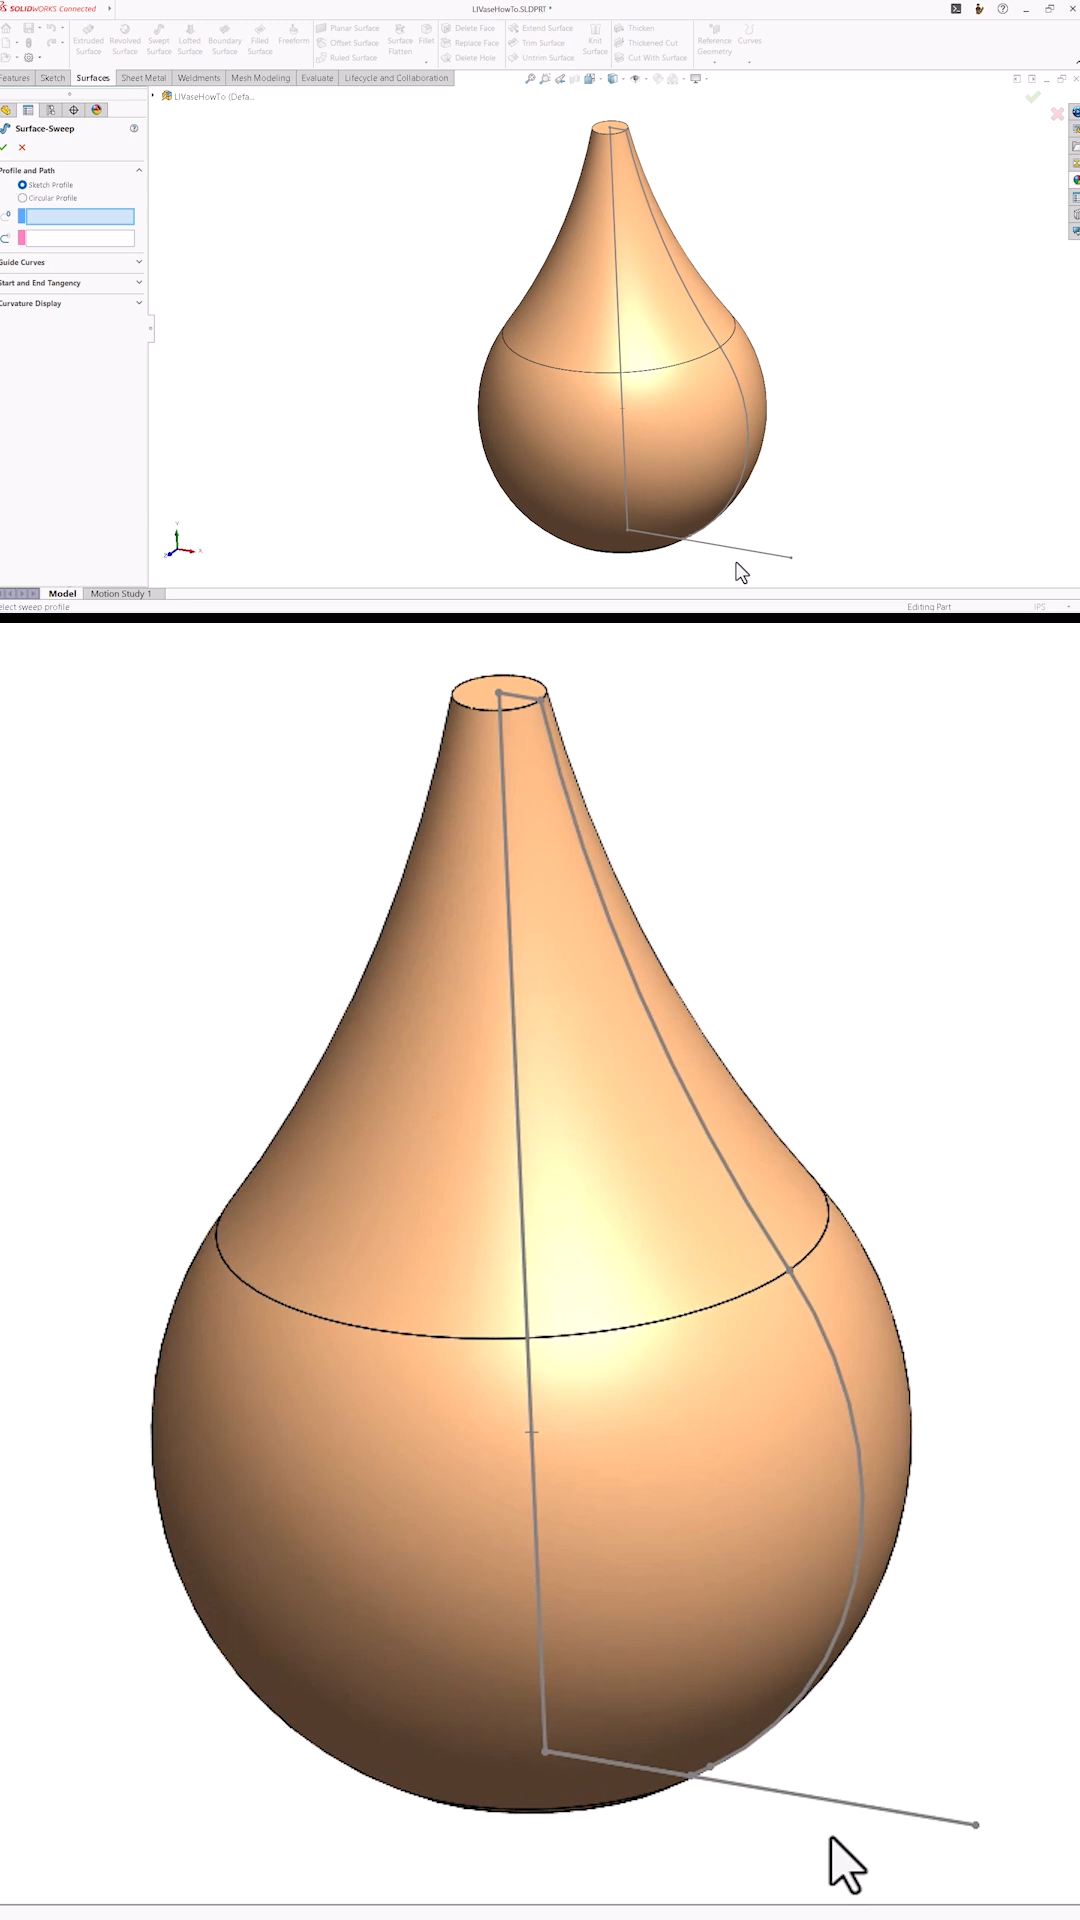 SOLIDWORKS Connected
LIVaseHowTo.SLDPRT *
Extruded Surface
Revolved Surface
Swept Surface
Lofted Surface
Boundary Surface
Filled Surface
Freeform
Planar Surface
Offset Surface
Ruled Surface
Surface Flatten
Fillet
Delete Face
Replace Face
Delete Hole
Extend Surface
Trim Surface
Untrim Surface
Knit Surface
Thicken
Thickened Cut
Cut With Surface
Reference Geometry
Curves
Features Sketch Surfaces Sheet Metal Weldments Mesh Modeling Evaluate Lifecycle and Collaboration
LIVaseHowTo (Defa...
Surface-Sweep
Profile and Path
Sketch Profile
Circular Profile
Guide Curves
Start and End Tangency
Curvature Display
Y
X
Z
Model Motion Study 1
elect sweep profile
Editing Part
IPS